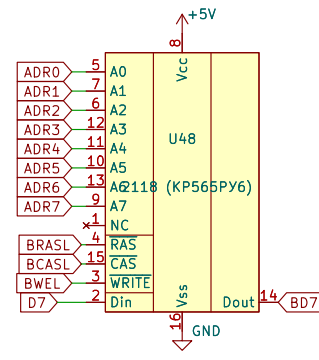 +5V
8
Vcc
ADR0 5 A0
ADR1 7 A1
ADR2 6 A2
ADR3 12 A3
U48
ADR4 11 A4
ADR5 10 A5
ADR6 13 A6 2118 (КР565РУ6)
ADR7 9 A7
1 NC
BRASL 4 RAS
BCASL 15 CAS
BWEL 3 WRITE
D7 2 Din Dout 14 BD7
Vss
16 GND